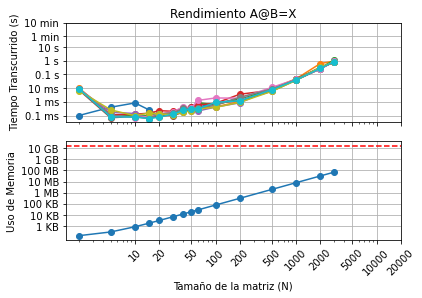 Rendimiento A@B=X
Tiempo Transcurrido (s)
10 min
1 min
10 s
1 s
0.1 s
10 ms
1 ms
0.1 ms
Uso de Memoria
10 GB
1 GB
100 MB
10 MB
1 MB
100 KB
10 KB
1 KB
10
20
50
100
200
500
1000
2000
5000
10000
20000
Tamaño de la matriz (N)